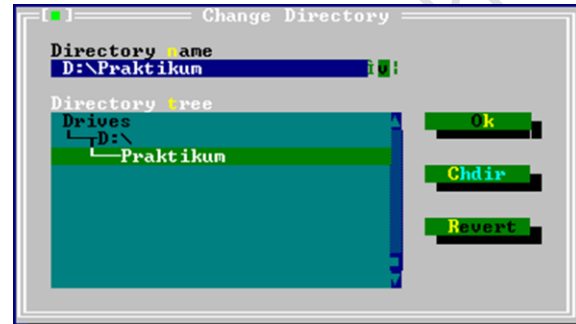 Change Directory
Directory name
D:\Praktikum
Directory tree
Drives
D:\
Praktikum
Ok
Chdir
Revert